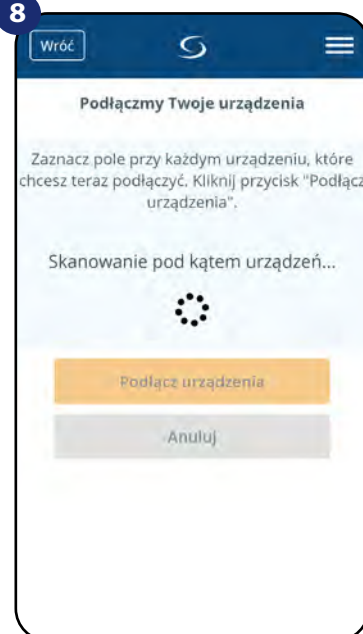 8
Wróć
Podłączmy Twoje urządzenia
Zaznacz pole przy każdym urządzeniu, które
chcesz teraz podłączyć. Kliknij przycisk "Podłącz
urządzenia".
Skanowanie pod kątem urządzeń...
Podłącz urządzenia
Anuluj